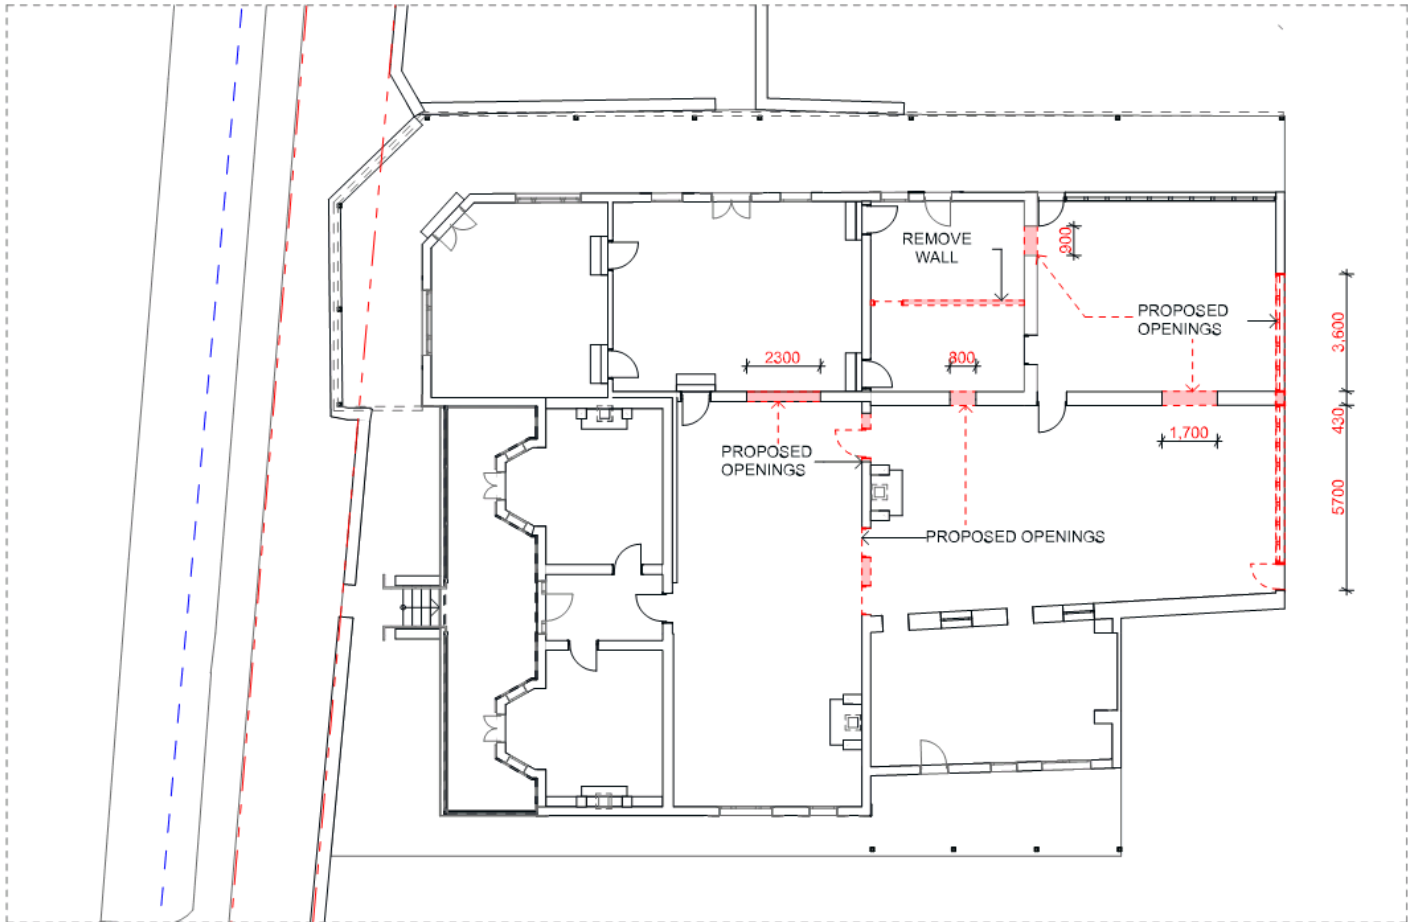 REMOVE
WALL
900
PROPOSED
OPENINGS
3,600
2300
800
430
1,700
PROPOSED
OPENINGS
5700
PROPOSED OPENINGS